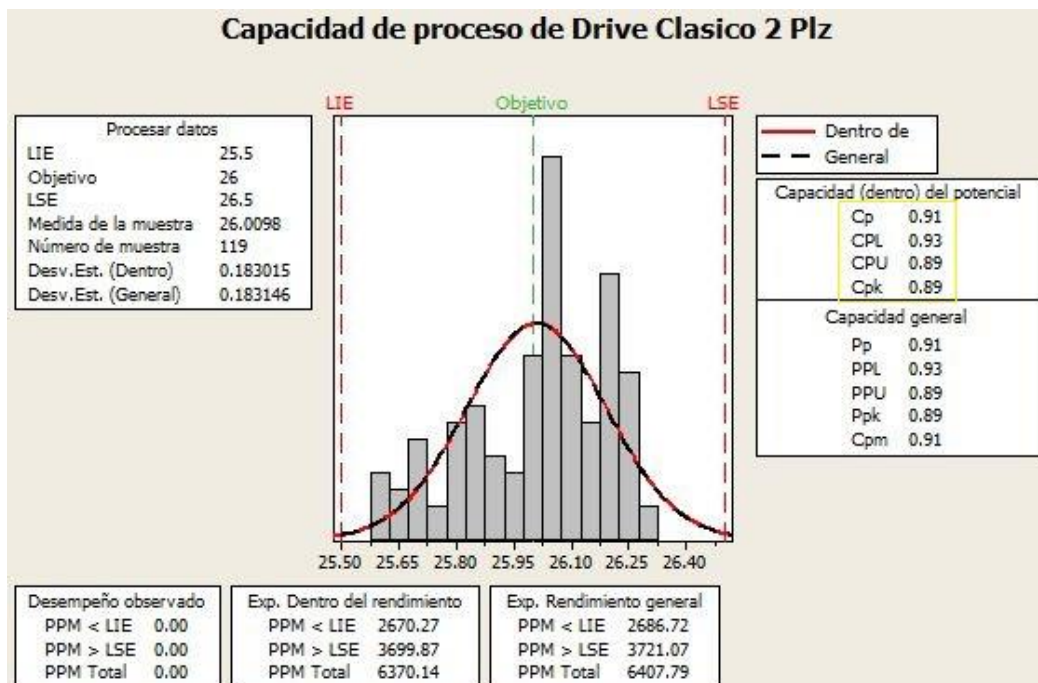 Capacidad de proceso de Drive Clasico 2 Plz
LIE Objetivo LSE
Procesar datos
LIE 25.5
Objetivo 26
LSE 26.5
Medida de la muestra 26.0098
Número de muestra 119
Desv.Est. (Dentro) 0.183015
Desv.Est. (General) 0.183146
Dentro de
General
Capacidad (dentro) del potencial
Cp 0.91
CPL 0.93
CPU 0.89
Cpk 0.89
Capacidad general
Pp 0.91
PPL 0.93
PPU 0.89
Ppk 0.89
Cpm 0.91
25.50 25.65 25.80 25.95 26.10 26.25 26.40
Desempeño observado
PPM < LIE 0.00
PPM > LSE 0.00
PPM Total 0.00
Exp. Dentro del rendimiento
PPM < LIE 2670.27
PPM > LSE 3699.87
PPM Total 6370.14
Exp. Rendimiento general
PPM < LIE 2686.72
PPM > LSE 3721.07
PPM Total 6407.79